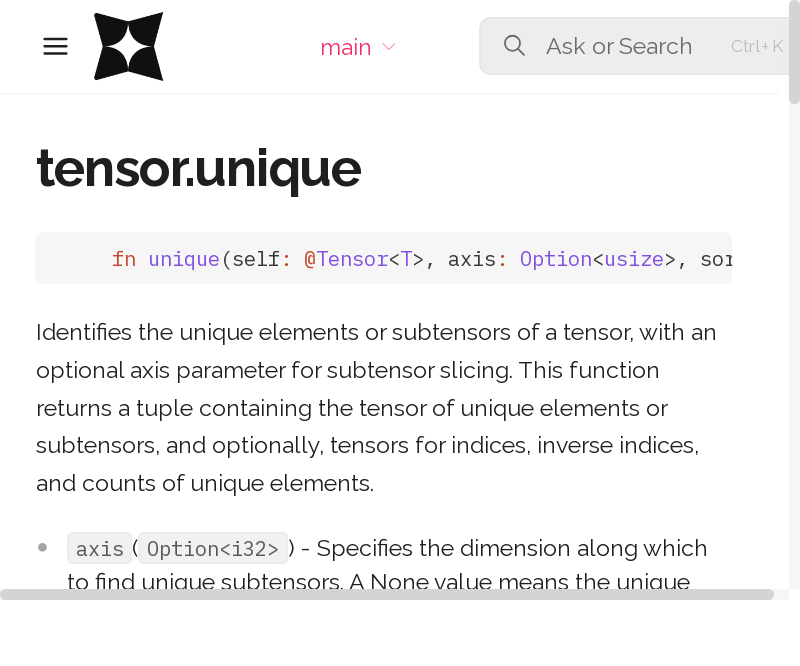 main
Ask or Search
Ctrl+K
tensor.unique
fn unique(self: @Tensor<T>, axis: Option<usize>, sor
Identifies the unique elements or subtensors of a tensor, with an
optional axis parameter for subtensor slicing. This function
returns a tuple containing the tensor of unique elements or
subtensors, and optionally, tensors for indices, inverse indices,
and counts of unique elements.
axis(Option<i32>) - Specifies the dimension along which
to find unique subtensors. A None value means the unique